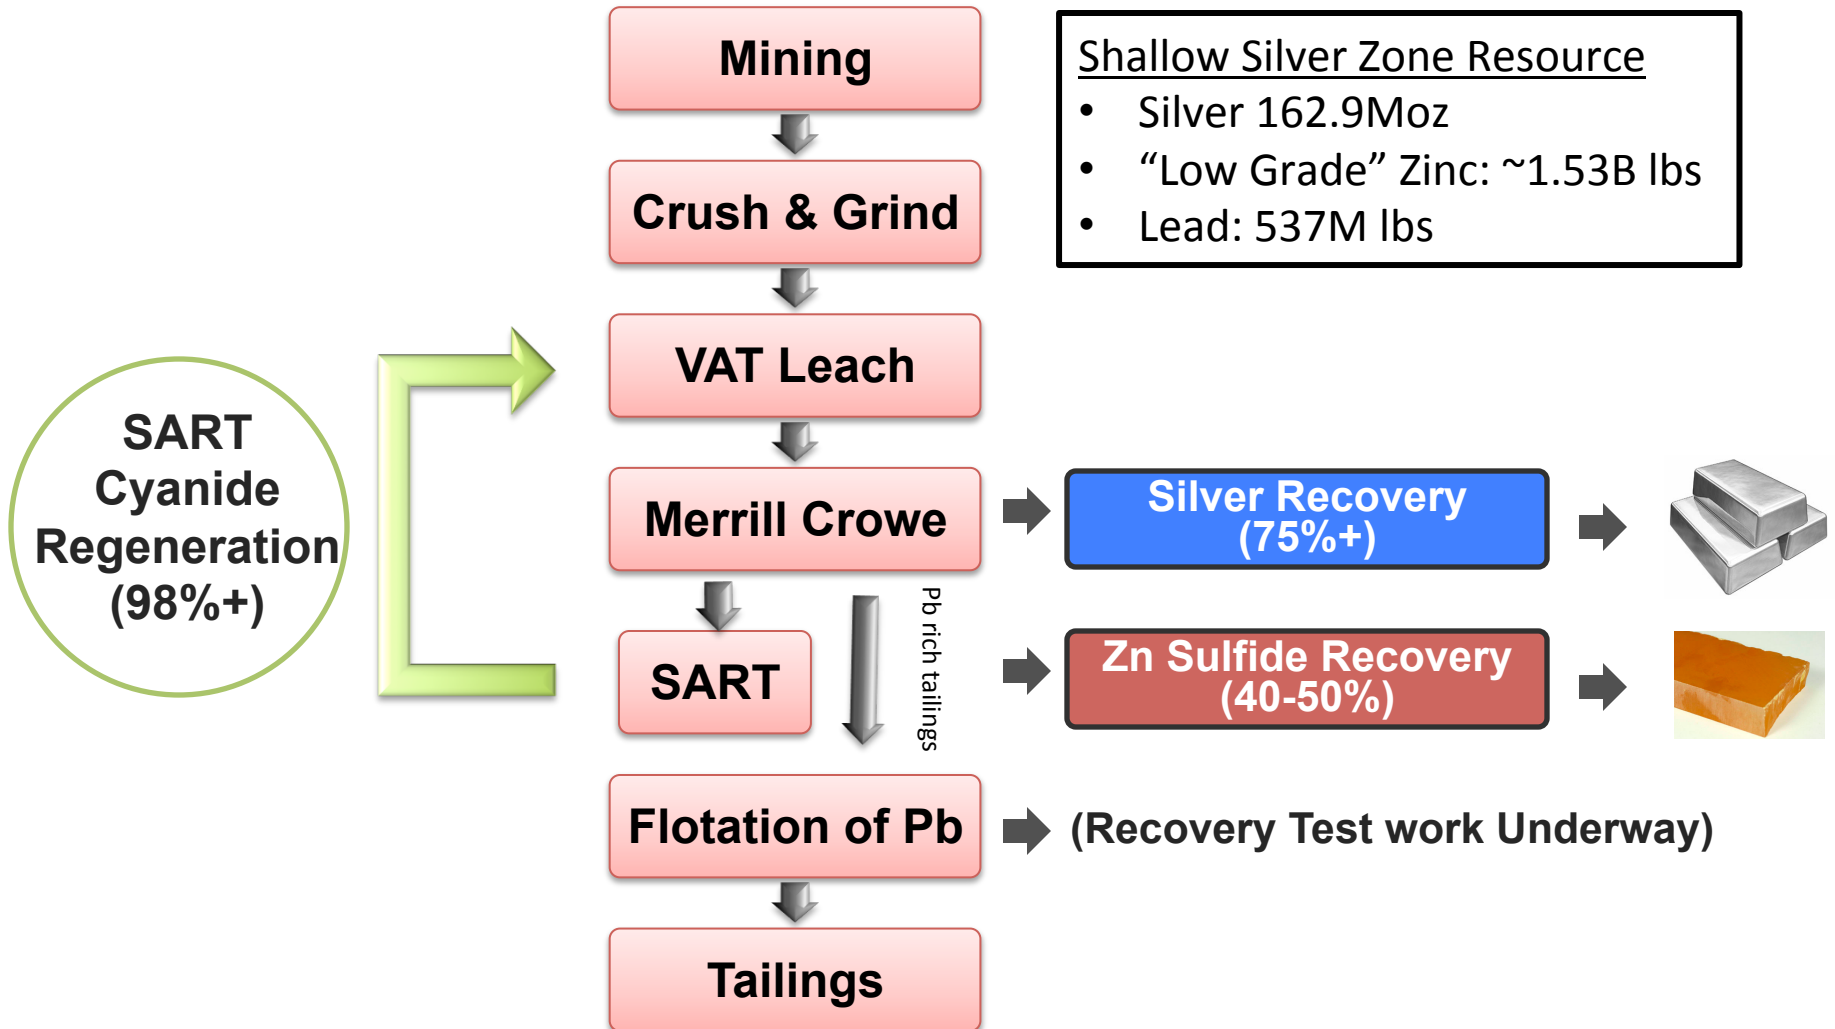 Mining
Shallow Silver Zone Resource
• Silver 162.9Moz
• “Low Grade” Zinc: ~1.53B lbs
• Lead: 537M lbs
Crush & Grind
VAT Leach
SART
Cyanide
Regeneration
(98%+)
Merrill Crowe
Silver Recovery
(75%+)
Pb rich taillings
SART
Zn Sulfide Recovery
(40-50%)
Flotation of Pb
(Recovery Test work Underway)
Tailings